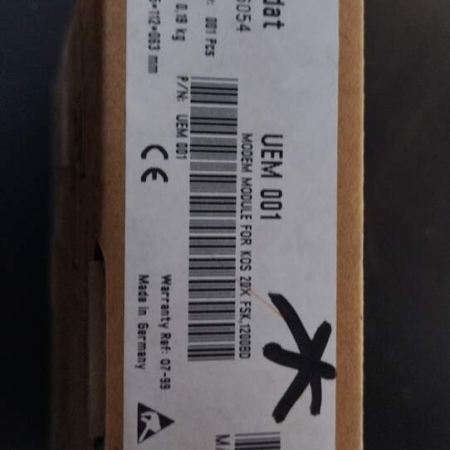 dat
6054
001 Pcs
0.18 kg
UEM 001
MODEM MODULE FOR KOS 20X FSK,1200BD
P/N: UEM 001
CE
Warranty Ref: 07-99
Made in Germany